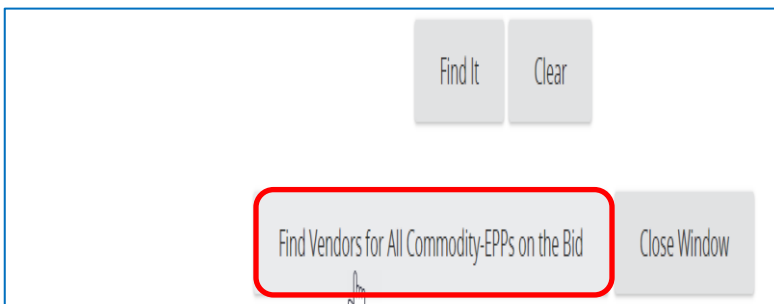 Find It Clear
Find Vendors for All Commodity-EPPs on the Bid Close Window